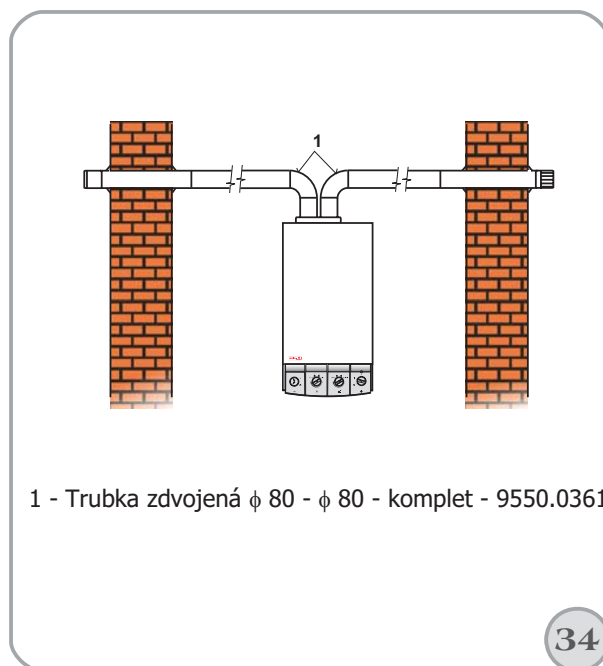 1
1 - Trubka zdvojená ϕ 80 - ϕ 80 - komplet - 9550.0361
34